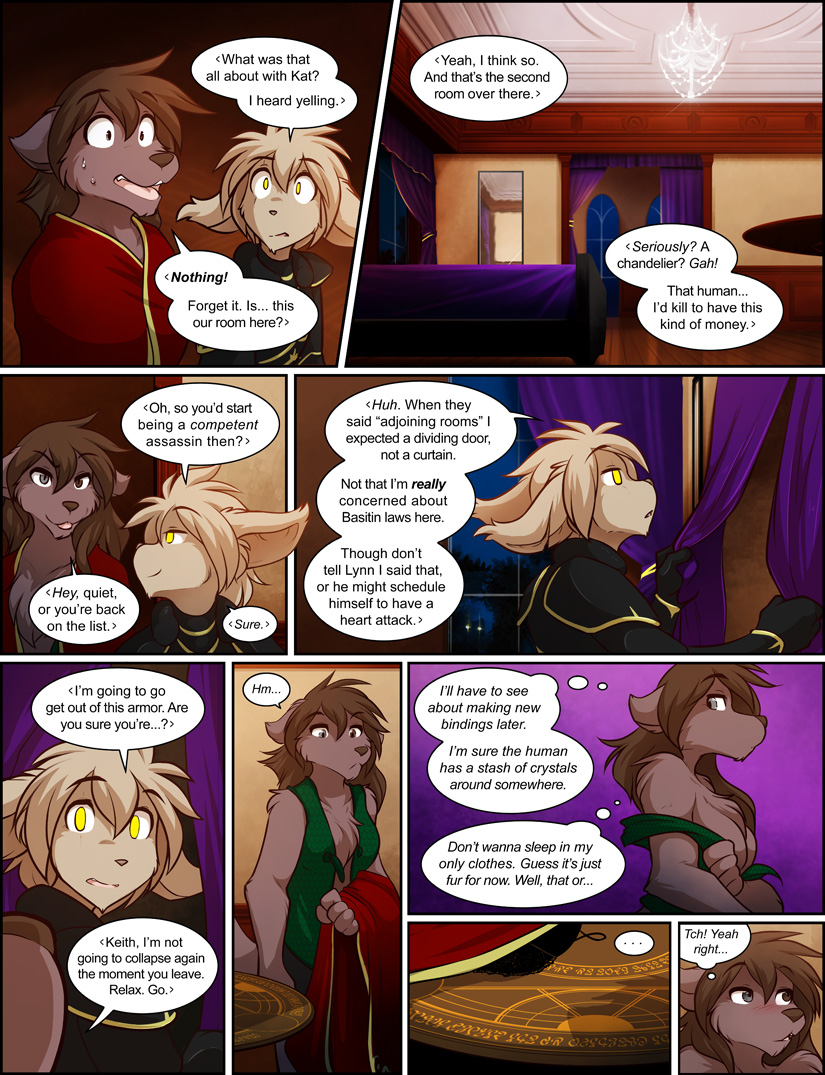 ‹What was that
all about with Kat?
I heard yelling.›
‹Nothing!
Forget it. Is... this
our room here?›
‹Yeah, I think so.
And that's the second
room over there.›
‹Seriously? A
chandelier? Gah!
That human...
I'd kill to have this
kind of money.›
‹Oh, so you'd start
being a competent
assassin then?›
‹Hey, quiet,
or you're back
on the list.›
‹Sure.›
‹Huh. When they
said “adjoining rooms” I
expected a dividing door,
not a curtain.
Not that I'm really
concerned about
Basitin laws here.
Though don't
tell Lynn I said that,
or he might schedule
himself to have a
heart attack.›
‹I'm going to go
get out of this armor. Are
you sure you're...?›
‹Keith, I'm not
going to collapse again
the moment you leave.
Relax. Go.›
Hm...
I'll have to see
about making new
bindings later.
I'm sure the human
has a stash of crystals
around somewhere.
Don't wanna sleep in my
only clothes. Guess it's just
fur for now. Well, that or...
. . .
Tch! Yeah
right...